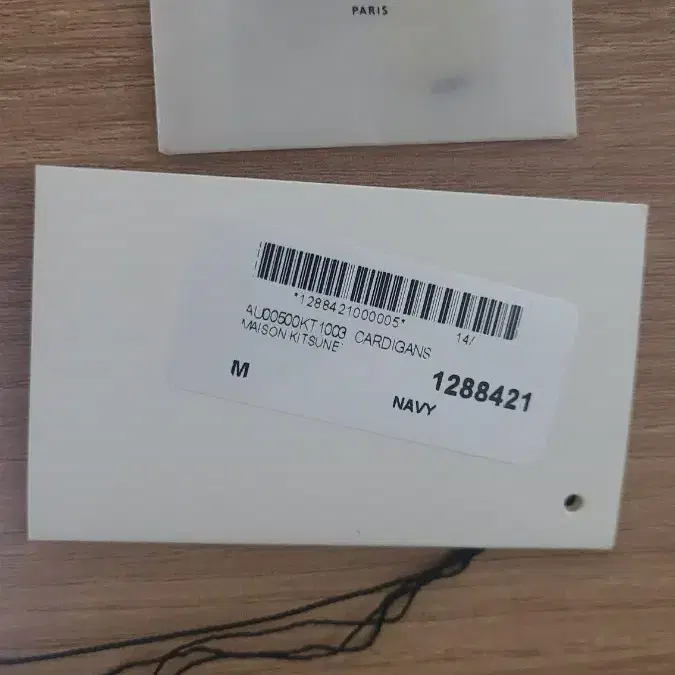 PARIS
*1288421000005*
14/
AU00500KT1003 CARDIGANS
MAISON KITSUNE
1288421
M
NAVY